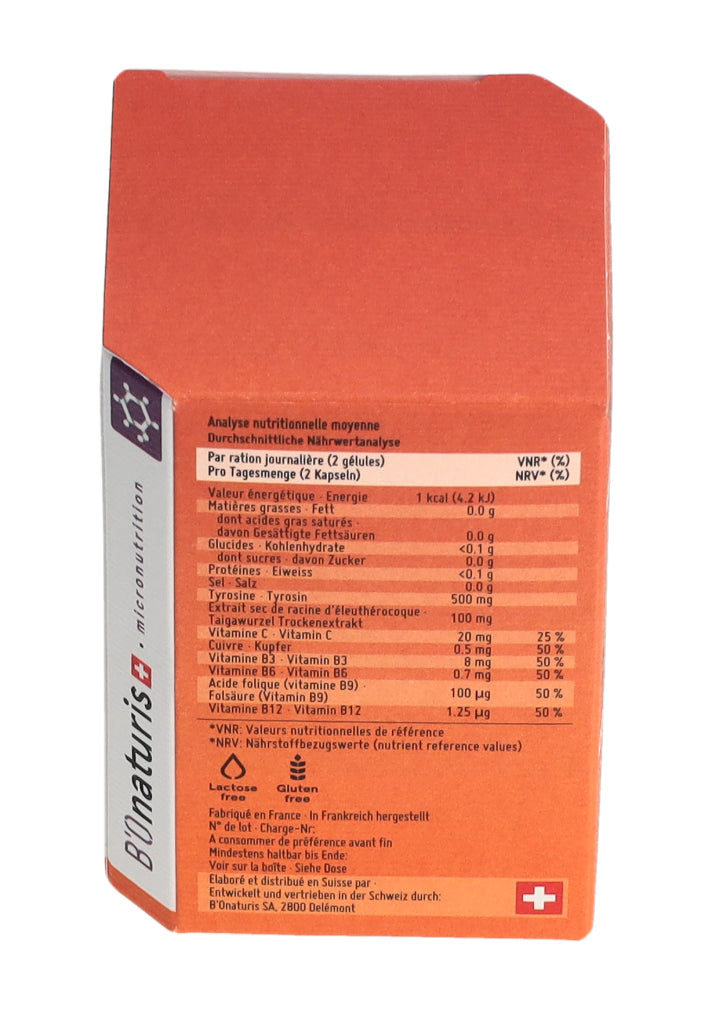 B'Onaturis · micronutrition
Analyse nutritionnelle moyenne
Durchschnittliche Nährwertanalyse
Par ration journalière (2 gélules) VNR* (%)
Pro Tagesmenge (2 Kapseln) NRV* (%)
Valeur énergétique · Energie 1 kcal (4.2 kJ)
Matières grasses · Fett 0.0 g
dont acides gras saturés ·
davon Gesättigte Fettsäuren 0.0 g
Glucides · Kohlenhydrate <0.1 g
dont sucres · davon Zucker 0.0 g
Protéines · Eiweiss <0.1 g
Sel · Salz 0.0 g
Tyrosine · Tyrosin 500 mg
Extrait sec de racine d'éleuthérocoque ·
Taigawurzel Trockenextrakt 100 mg
Vitamine C · Vitamin C 20 mg 25 %
Cuivre · Kupfer 0.5 mg 50 %
Vitamine B3 · Vitamin B3 8 mg 50 %
Vitamine B6 · Vitamin B6 0.7 mg 50 %
Acide folique (vitamine B9) ·
Folsäure (Vitamin B9) 100 µg 50 %
Vitamine B12 · Vitamin B12 1.25 µg 50 %
*VNR: Valeurs nutritionnelles de référence
*NRV: Nährstoffbezugswerte (nutrient reference values)
Lactose Gluten
free free
Fabriqué en France · In Frankreich hergestellt
N° de lot · Charge-Nr:
A consommer de préférence avant fin
Mindestens haltbar bis Ende:
Voir sur la boîte · Siehe Dose
Elaboré et distribué en Suisse par ·
Entwickelt und vertrieben in der Schweiz durch:
B'Onaturis SA, 2800 Delémont